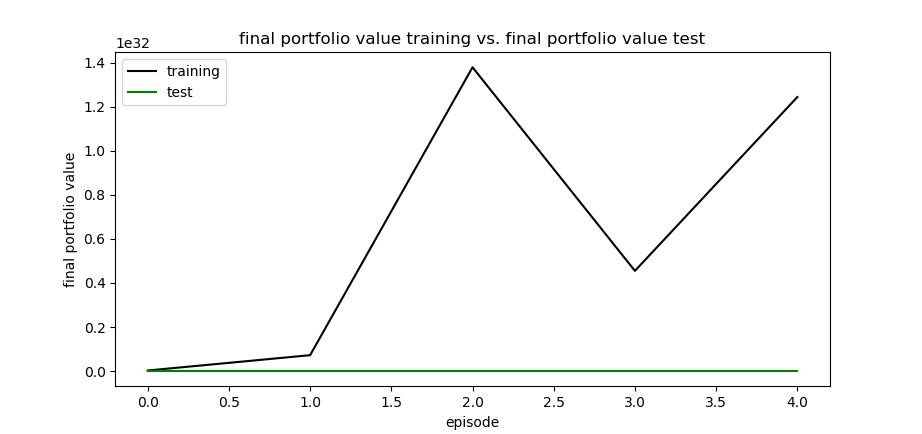 final portfolio value training vs. final portfolio value test
1e32
training
test
1.4
1.2
1.0
0.8
0.6
0.4
0.2
0.0
final portfolio value
0.0 0.5 1.0 1.5 2.0 2.5 3.0 3.5 4.0
episode